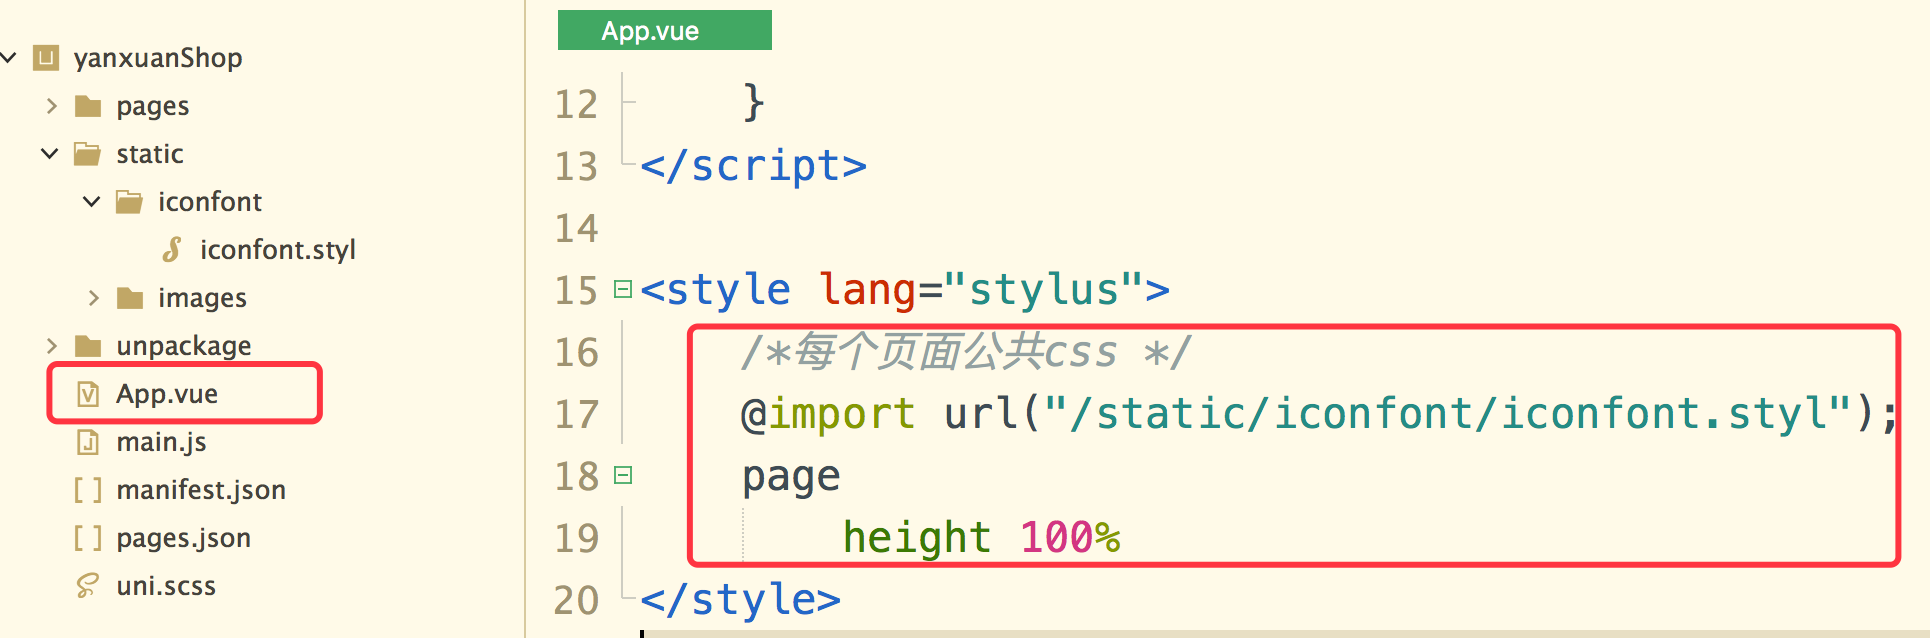 yanxuanShop
pages
static
iconfont
iconfont.styl
images
unpackage
App.vue
main.js
manifest.json
pages.json
uni.scss
App.vue
12 }
13 </script>
14
15 <style lang="stylus">
16 /*每个页面公共css */
17 @import url("/static/iconfont/iconfont.styl");
18 page
19 height 100%
20 </style>